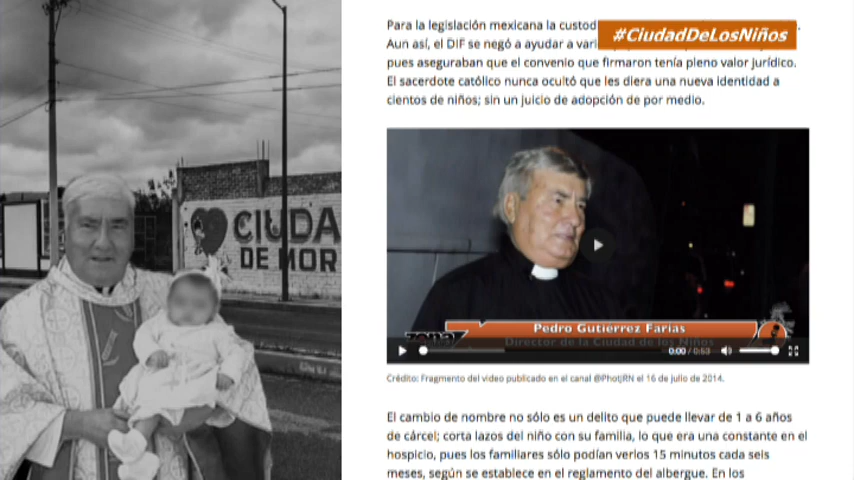 #CiudadDeLosNiños
Para la legislación mexicana la custod
Aun así, el DIF se negó a ayudar a
pues aseguraban que el convenio que firmaron tenía pleno valor jurídico.
El sacerdote católico nunca ocultó que les diera una nueva identidad a
cientos de niños; sin un juicio de adopción de por medio.
CIUDA
DE MOR
Pedro Gutiérrez Farías
Director de la Ciudad de los Niños
0:00 / 0:53
Crédito: Fragmento del video publicado en el canal @PhotjRN el 16 de julio de 2014.
El cambio de nombre no sólo es un delito que puede llevar de 1 a 6 años
de cárcel; corta lazos del niño con su familia, lo que era una constante en el
hospicio, pues los familiares sólo podían verlos 15 minutos cada seis
meses, según se establece en el reglamento del albergue. En los